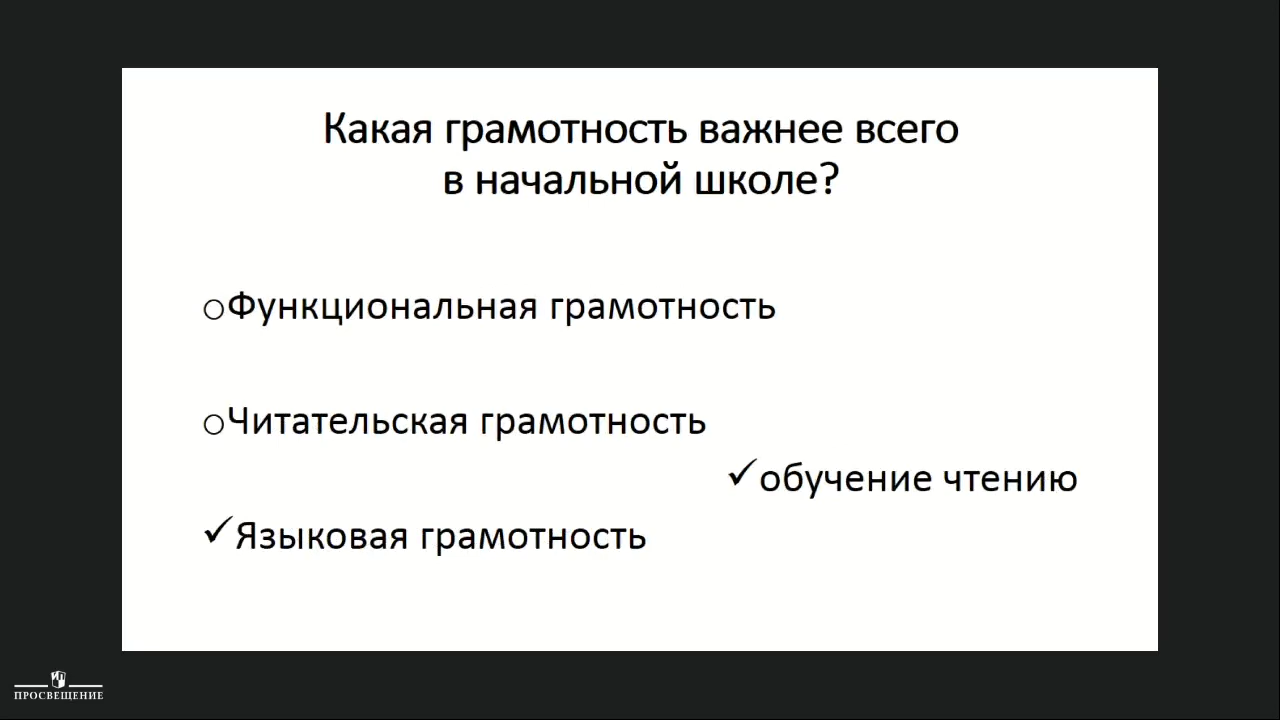 Какая грамотность важнее всего
в начальной школе?
Функциональная грамотность
Читательская грамотность
✓обучение чтению
✓Языковая грамотность
ПРОСВЕЩЕНИЕ